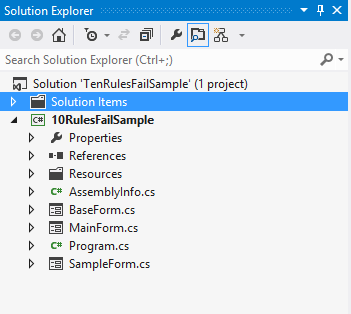 Solution Explorer
Search Solution Explorer (Ctrl+;)
Solution 'TenRulesFailSample' (1 project)
Solution Items
C# 10RulesFailSample
Properties
References
Resources
C# AssemblyInfo.cs
BaseForm.cs
MainForm.cs
C# Program.cs
SampleForm.cs